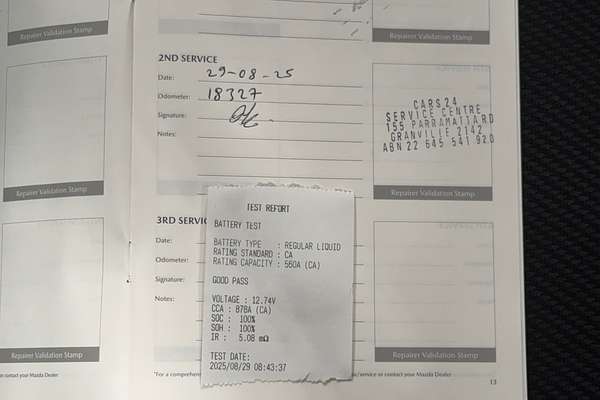 Repairer Validation Stamp
Repairer Validation Stamp
2ND SERVICE
Date: 29-08-25
Odometer: 18327
Signature:
Notes:
CARS24
SERVICE CENTRE
155 PARRAMATTA RD
GRANVILLE 2142
ABN 22 645 541 920
Repairer Validation Stamp
Repairer Validation Stamp
3RD SERVIC
Date:
Odometer:
Signature:
Notes:
TEST REPORT
BATTERY TEST
BATTERY TYPE : REGULAR LIQUID
RATING STANDARD : CA
RATING CAPACITY : 560A (CA)
GOOD PASS
VOLTAGE : 12.74V
CCA : 878A (CA)
SOC : 100%
SOH : 100%
IR : 5.08 mΩ
TEST DATE:
2025/08/29 08:43:37
Repairer Validation Stamp
Repairer Validation Stamp
contact your Mazda Dealer
*For a comprehen
/service or contact your Mazda Dealer
13